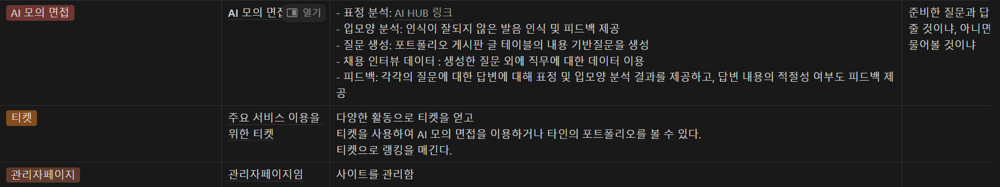 AI 모의 면접
AI 모의 면접
열기
- 표정 분석: AI HUB 링크
- 입모양 분석: 인식이 잘되지 않은 발음 인식 및 피드백 제공
- 질문 생성: 포트폴리오 게시판 글 테이블의 내용 기반질문을 생성
- 채용 인터뷰 데이터 : 생성한 질문 외에 직무에 대한 데이터 이용
- 피드백: 각각의 질문에 대한 답변에 대해 표정 및 입모양 분석 결과를 제공하고, 답변 내용의 적절성 여부도 피드백 제
공
준비한 질문과 답
줄 것이냐, 아니면
물어볼 것이냐
티켓
주요 서비스 이용을
위한 티켓
다양한 활동으로 티켓을 얻고
티켓을 사용하여 AI 모의 면접을 이용하거나 타인의 포트폴리오를 볼 수 있다.
티켓으로 랭킹을 매긴다.
관리자페이지
관리자페이지임
사이트를 관리함